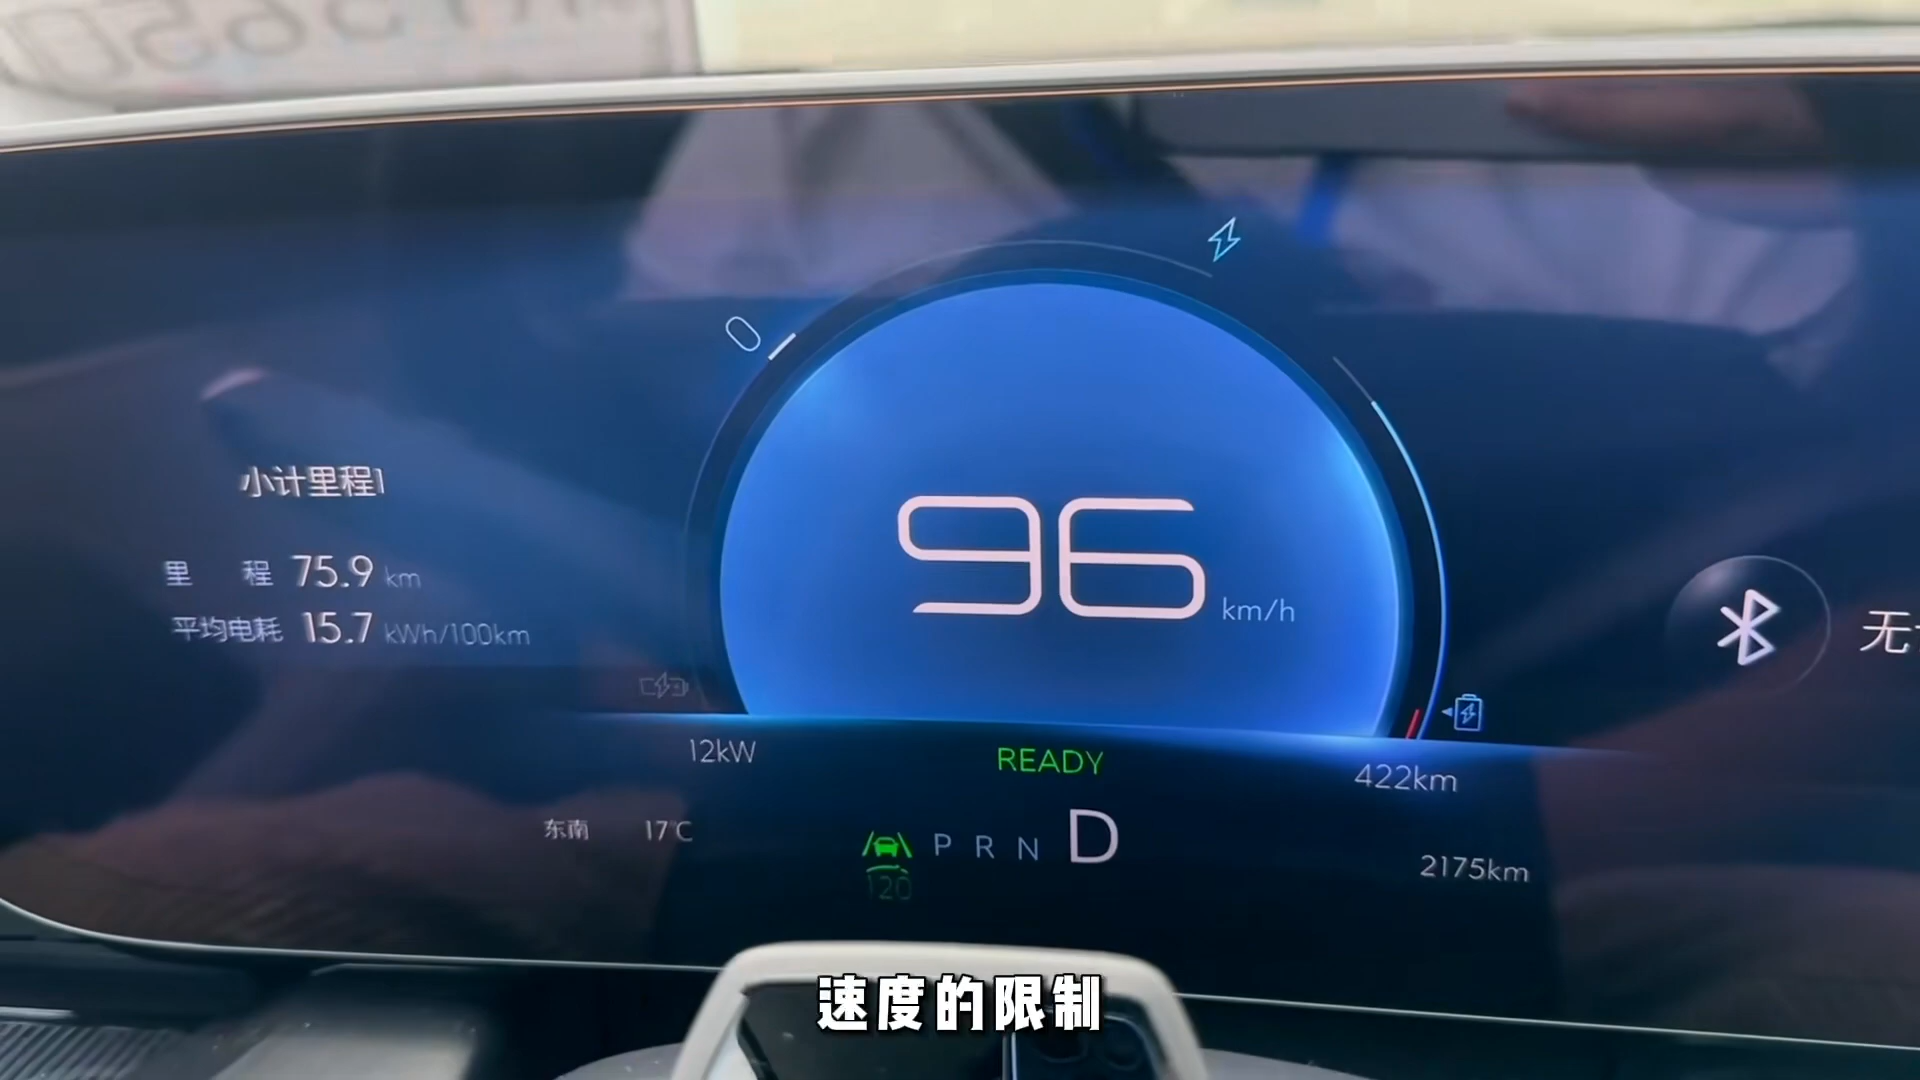 小计里程1
里 程 75.9 km
平均电耗 15.7 kWh/100km
96 km/h
无
12kW
READY
422km
东南 17℃
P R N D
120
2175km
速度的限制